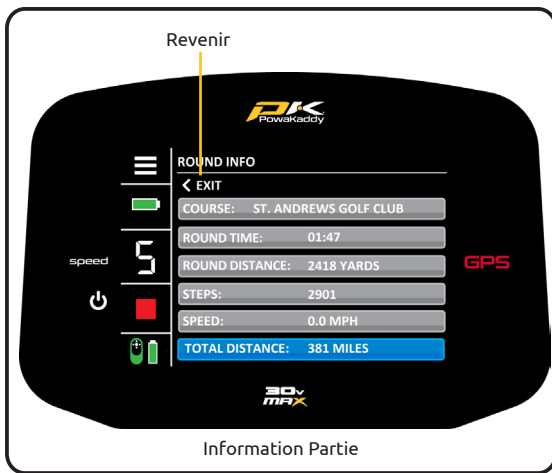 Revenir
PK
PowaKaddy
ROUND INFO
< EXIT
COURSE: ST. ANDREWS GOLF CLUB
ROUND TIME: 01:47
speed 5 ROUND DISTANCE: 2418 YARDS GPS
STEPS: 2901
SPEED: 0.0 MPH
TOTAL DISTANCE: 381 MILES
30v
MAX
Information Partie